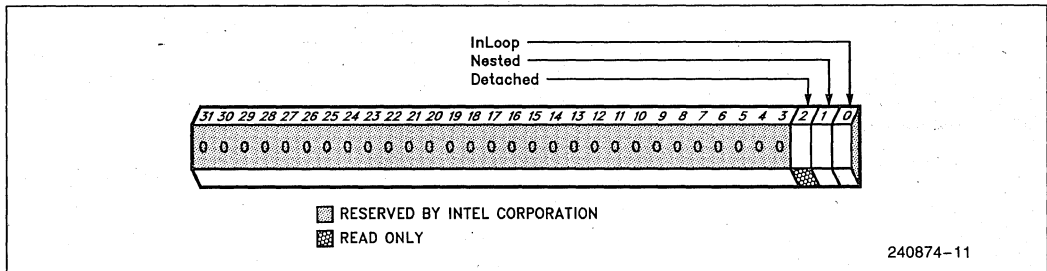 InLoop
Nested
Detached
31 30 29 28 27 26 25 24 23 22 21 20 19 18 17 16 15 14 13 12 11 10 9 8 7 6 5 4 3 2 1 0
0 0 0 0 0 0 0 0 0 0 0 0 0 0 0 0 0 0 0 0 0 0 0 0 0 0 0 0 0
RESERVED BY INTEL CORPORATION
READ ONLY
240874-11